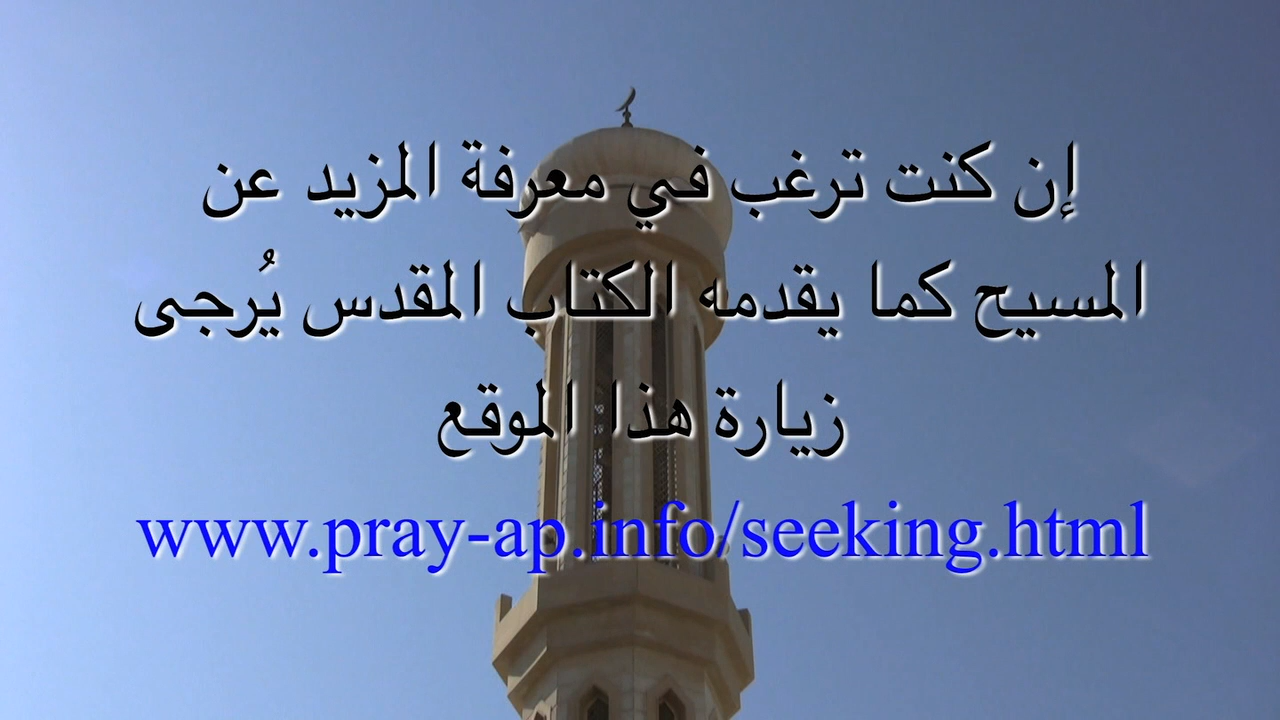 إن كنت ترغب في معرفة المزيد عن
المسيح كما يقدمه الكتاب المقدس يُرجى
زيارة هذا الموقع
www.pray-ap.info/seeking.html